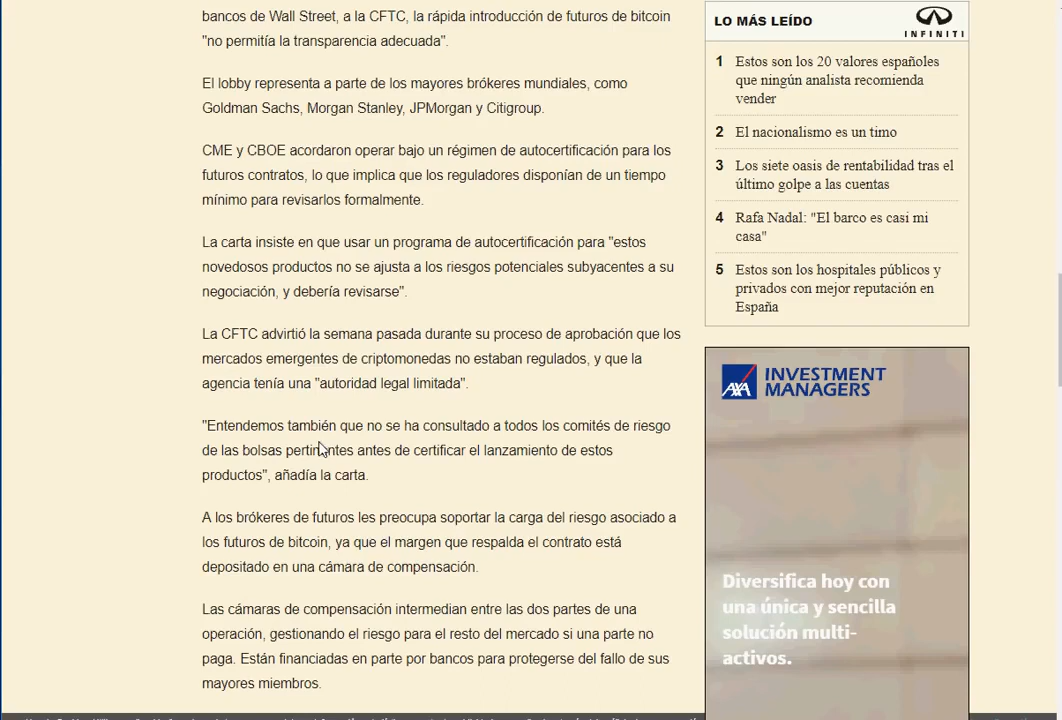 bancos de Wall Street, a la CFTC, la rápida introducción de futuros de bitcoin
"no permitía la transparencia adecuada".
El lobby representa a parte de los mayores brókeres mundiales, como
Goldman Sachs, Morgan Stanley, JPMorgan y Citigroup.
CME y CBOE acordaron operar bajo un régimen de autocertificación para los
futuros contratos, lo que implica que los reguladores disponían de un tiempo
mínimo para revisarlos formalmente.
La carta insiste en que usar un programa de autocertificación para "estos
novedosos productos no se ajusta a los riesgos potenciales subyacentes a su
negociación, y debería revisarse".
La CFTC advirtió la semana pasada durante su proceso de aprobación que los
mercados emergentes de criptomonedas no estaban regulados, y que la
agencia tenía una "autoridad legal limitada".
"Entendemos también que no se ha consultado a todos los comités de riesgo
de las bolsas pertinentes antes de certificar el lanzamiento de estos
productos", añadía la carta.
A los brókeres de futuros les preocupa soportar la carga del riesgo asociado a
los futuros de bitcoin, ya que el margen que respalda el contrato está
depositado en una cámara de compensación.
Las cámaras de compensación intermedian entre las dos partes de una
operación, gestionando el riesgo para el resto del mercado si una parte no
paga. Están financiadas en parte por bancos para protegerse del fallo de sus
mayores miembros.
LO MÁS LEÍDO
INFINITI
1 Estos son los 20 valores españoles
que ningún analista recomienda
vender
2 El nacionalismo es un timo
3 Los siete oasis de rentabilidad tras el
último golpe a las cuentas
4 Rafa Nadal: "El barco es casi mi
casa"
5 Estos son los hospitales públicos y
privados con mejor reputación en
España
AXA INVESTMENT
MANAGERS
Diversifica hoy con
una única y sencilla
solución multi-
activos.